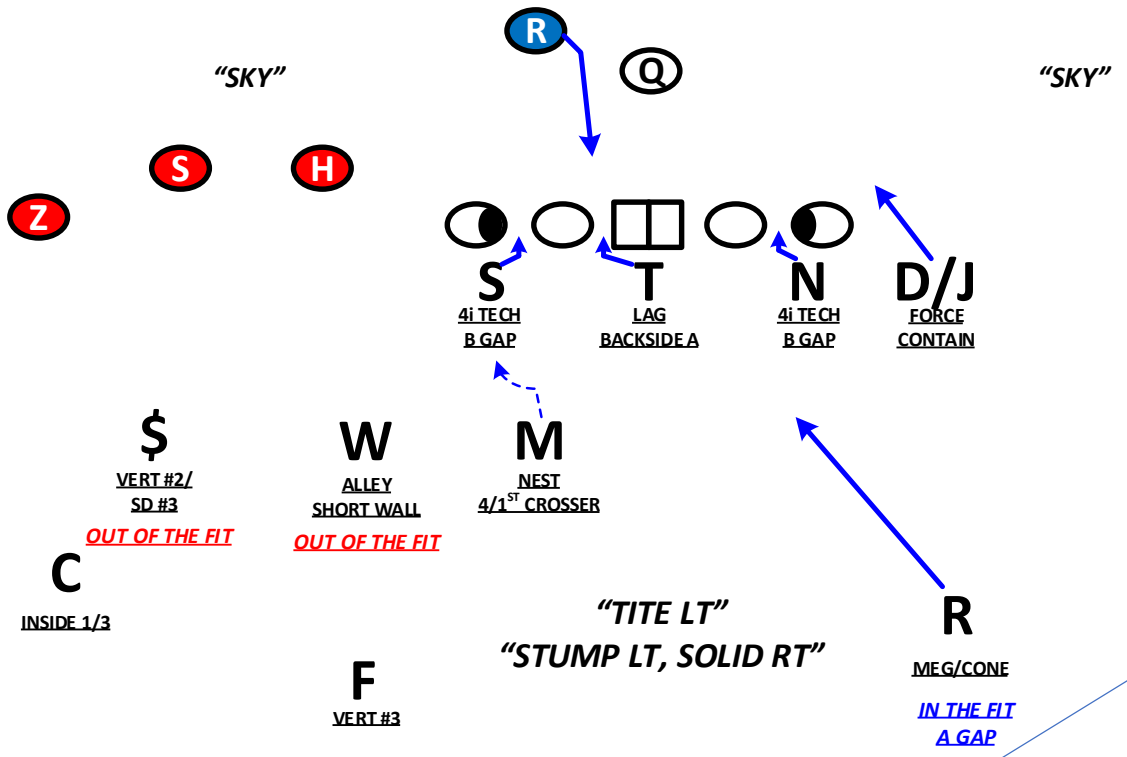 R
“SKY”
Q
“SKY”
S
H
Z
S
T
N
D/J
4i TECH
B GAP
LAG
BACKSIDE A
4i TECH
B GAP
FORCE
CONTAIN
$
W
M
VERT #2/
SD #3
OUT OF THE FIT
ALLEY
SHORT WALL
OUT OF THE FIT
NEST
4/1ST CROSSER
C
INSIDE 1/3
“TITE LT”
“STUMP LT, SOLID RT”
R
MEG/CONE
IN THE FIT
A GAP
F
VERT #3